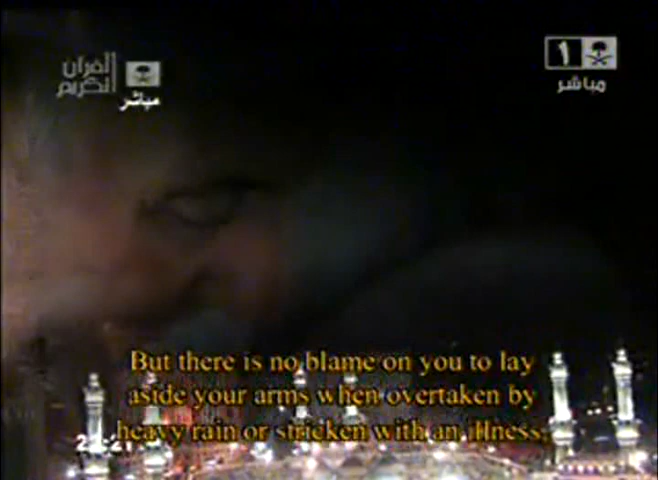 القرآن
الكريم
مباشر
١
مباشر
But there is no blame on you to lay
aside your arms when overtaken by
heavy rain or stricken with an illness.